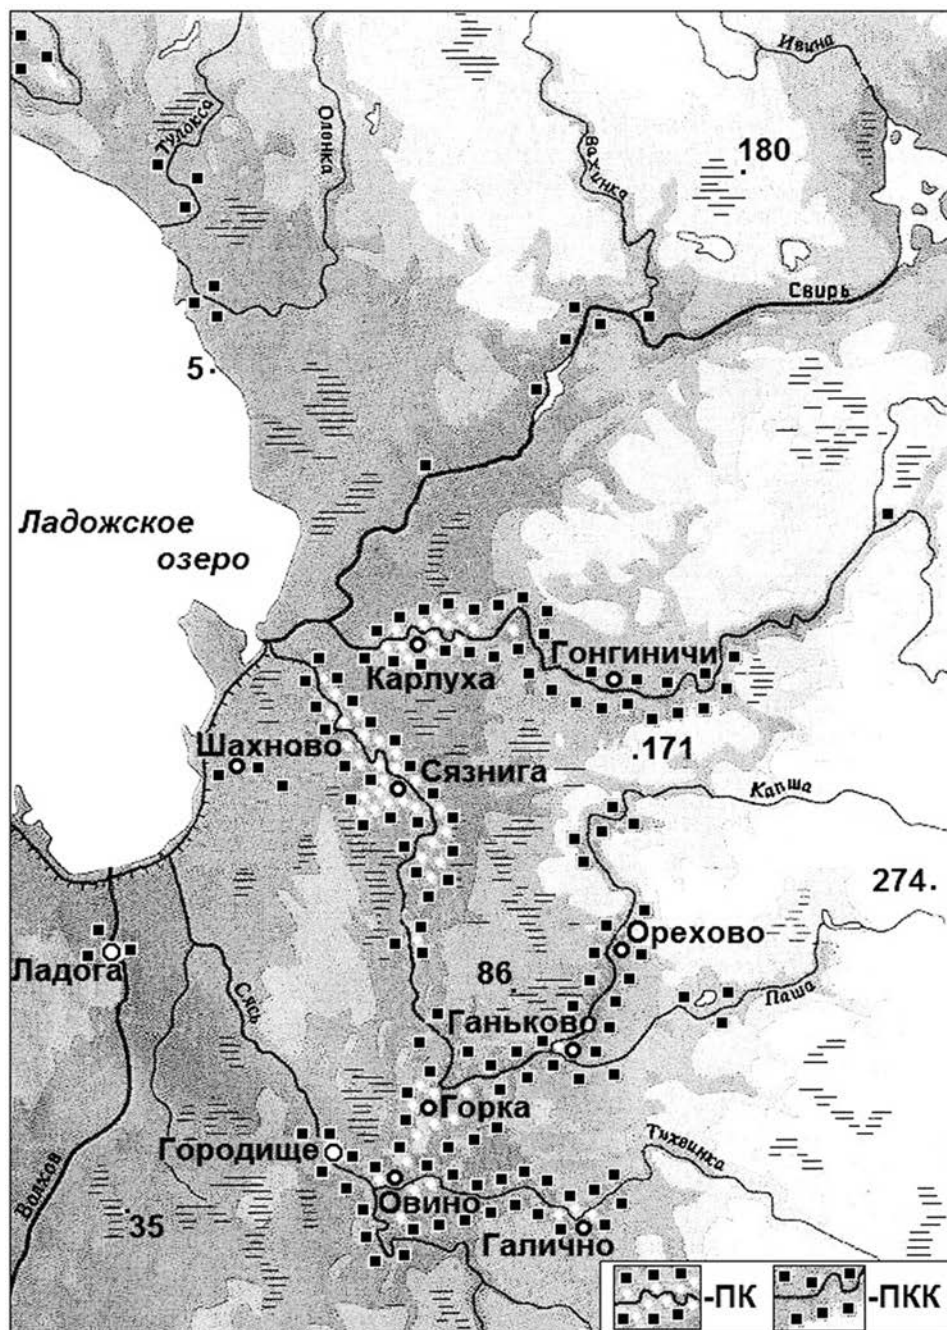 Ивина
Тулокса
Олонка
Важинка
180
Свирь
5
Ладожское
озеро
Гонгиничи
Карлуха
171
Шахново
Сязнига
Капша
274
Орехово
Ладога
86
Сясь
Паша
Ганьково
Горка
Городище
Тихвинка
Волхов
Овино
35
Галично
-ПК
-ПКК